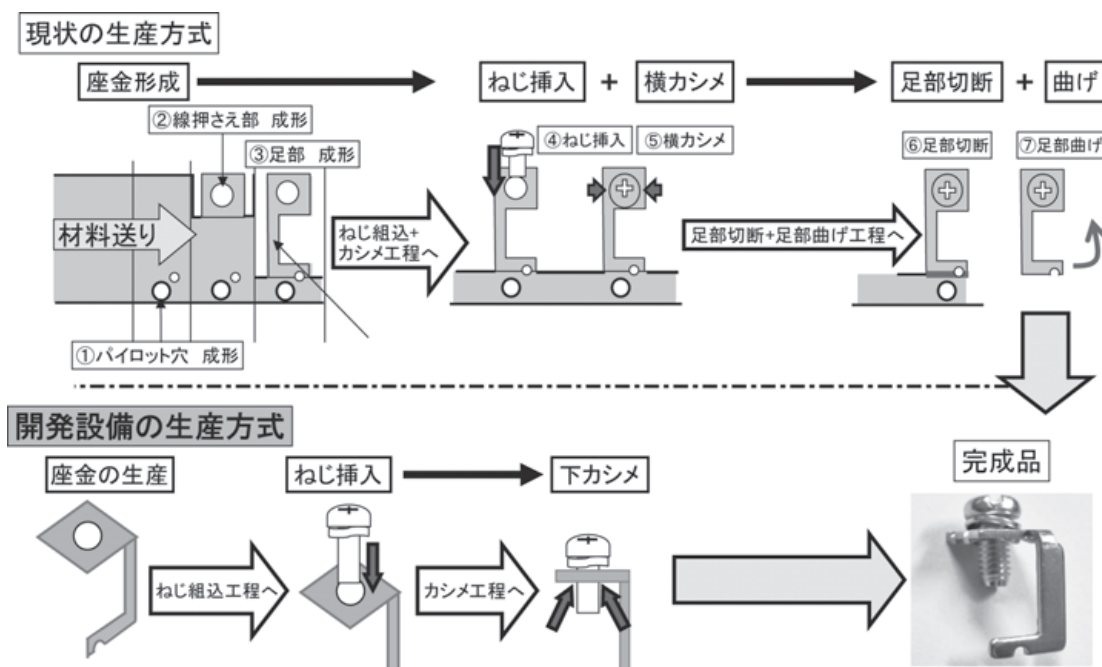 現状の生産方式
座金形成
ねじ挿入 + 横カシメ
足部切断 + 曲げ
②線押さえ部 成形
③足部 成形
④ねじ挿入
⑤横カシメ
⑥足部切断
⑦足部曲げ
材料送り
ねじ組込+
カシメ工程へ
足部切断+足部曲げ工程へ
①パイロット穴 成形
開発設備の生産方式
座金の生産
ねじ挿入
下カシメ
完成品
ねじ組込工程へ
カシメ工程へ